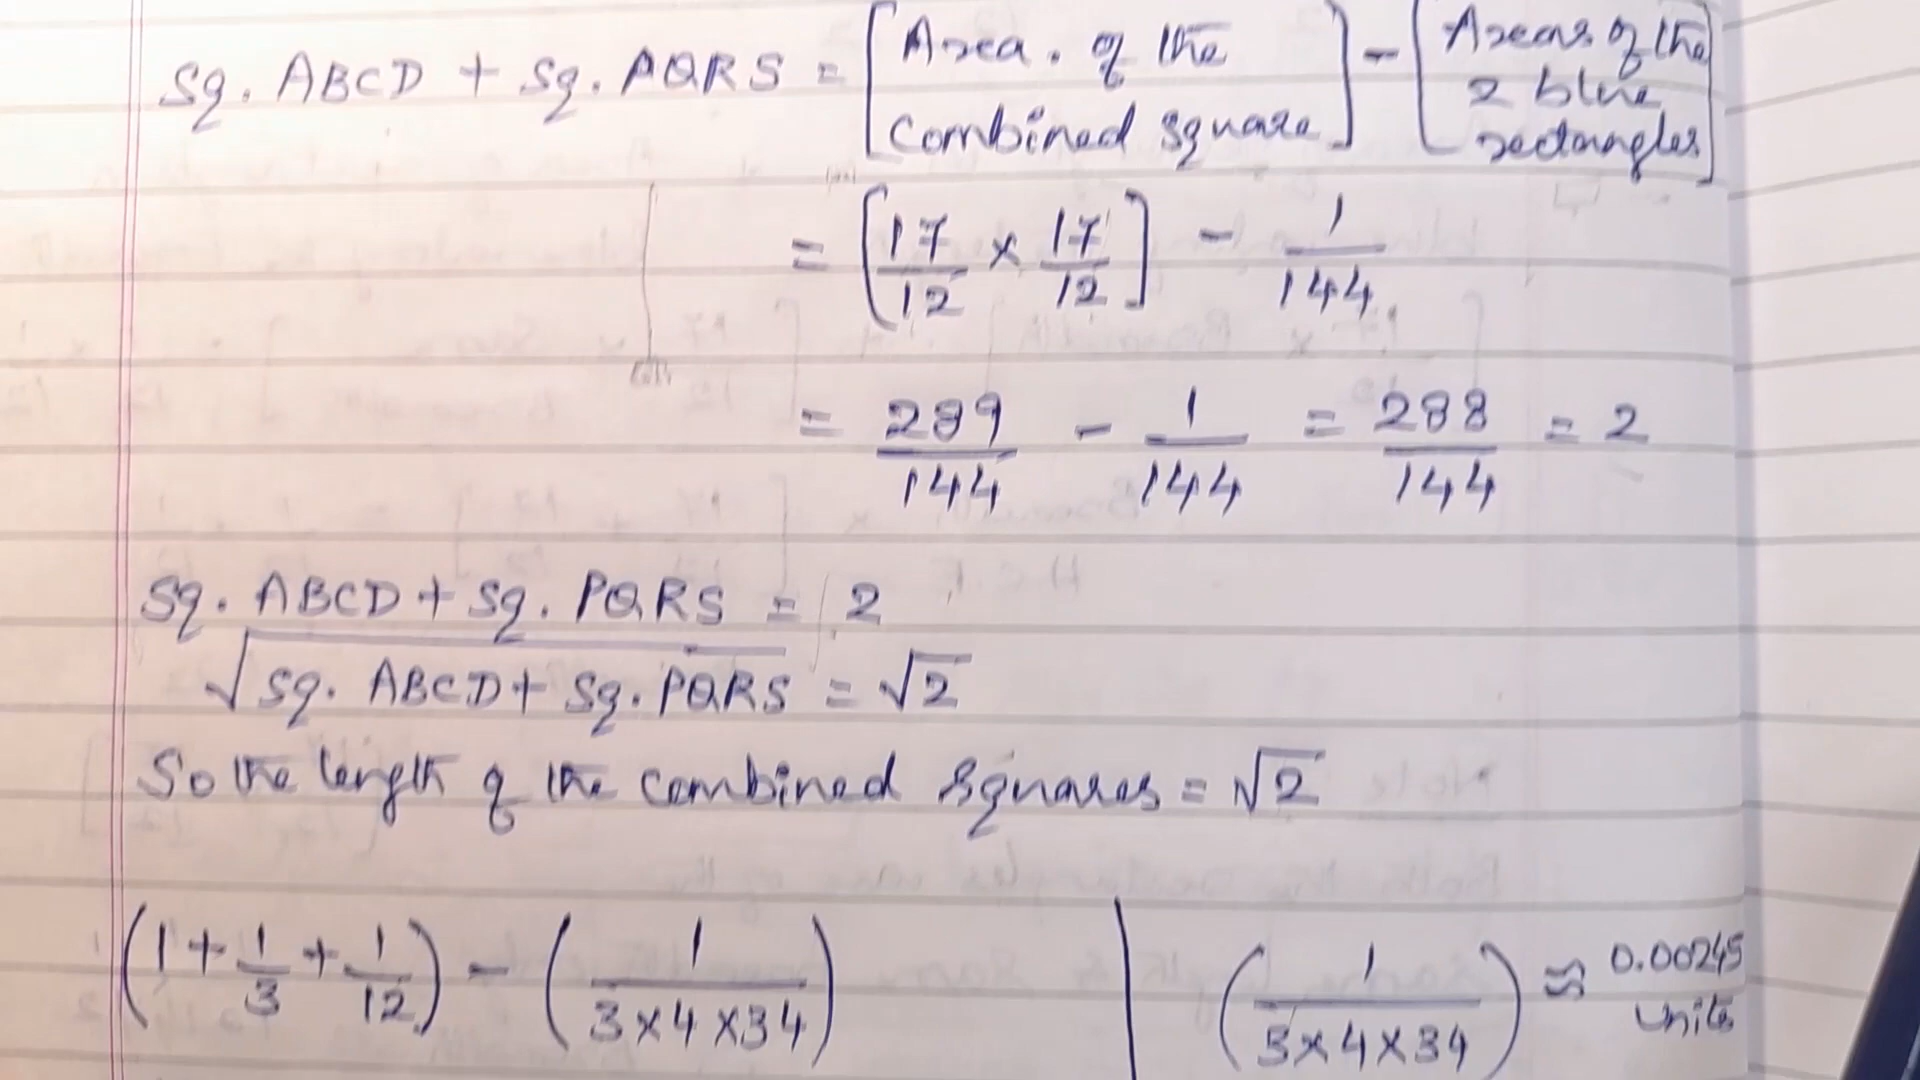 Sq. ABCD + Sq. PQRS = [Area. of the combined square] - [Areas of the 2 blue rectangles]
= [17/12 × 17/12] - 1/144
= 289/144 - 1/144 = 288/144 = 2
Sq. ABCD + Sq. PQRS = 2
√(Sq. ABCD + Sq. PQRS) = √2
So the length of the combined squares = √2
(1 + 1/3 + 1/12) - (1/(3×4×34)) | (1/(3×4×34)) ≈ 0.00245 units